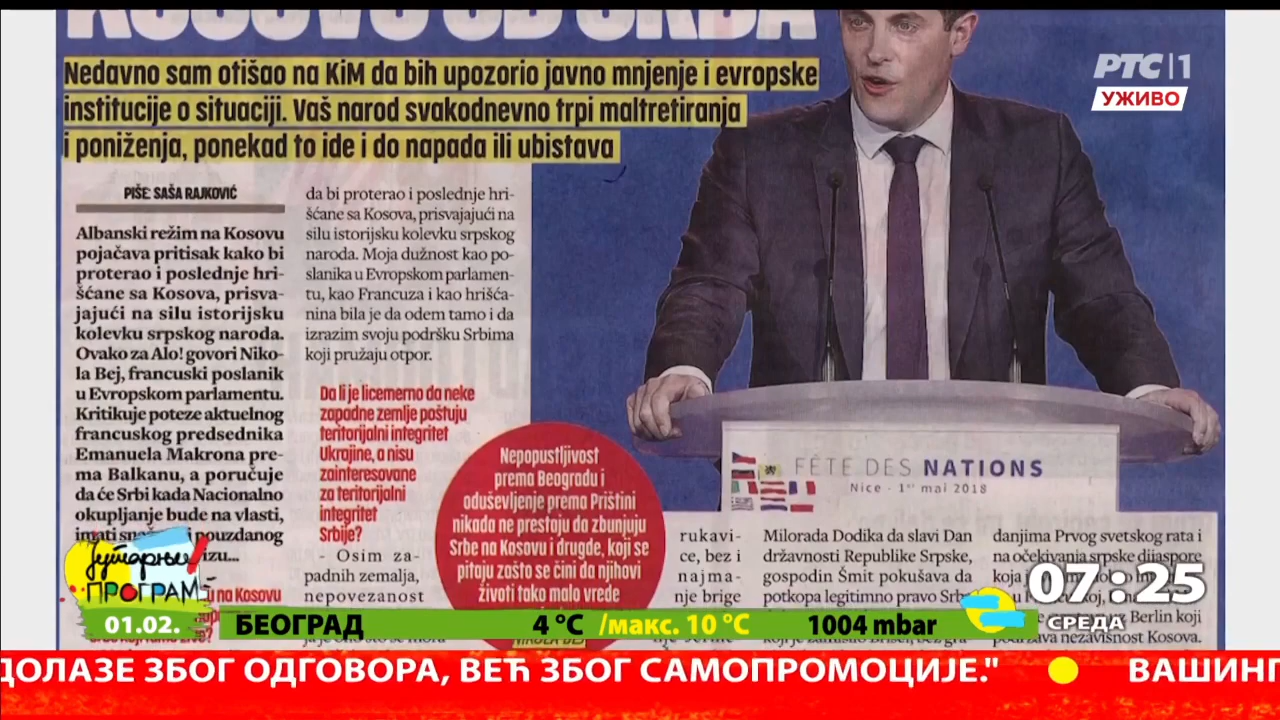 KOSOVO OD SRBA
Nedavno sam otišao na KiM da bih upozorio javno mnjenje i evropske
institucije o situaciji. Vaš narod svakodnevno trpi maltretiranja
i poniženja, ponekad to ide i do napada ili ubistava
PIŠE: SAŠA RAJKOVIĆ
Albanski režim na Kosovu
pojačava pritisak kako bi
proterao i poslednje hri-
šćane sa Kosova, prisva-
jajući na silu istorijsku
kolevku srpskog naroda.
Ovako za Alo! govori Niko-
la Bej, francuski poslanik
u Evropskom parlamentu.
Kritikuje poteze aktuelnog
francuskog predsednika
Emanuela Makrona pre-
ma Balkanu, a poručuje
da će Srbi kada Nacionalno
okupljanje bude na vlasti,
imati
pouzdanog
na Kosovu
da bi proterao i poslednje hri-
šćane sa Kosova, prisvajajući na
silu istorijsku kolevku srpskog
naroda. Moja dužnost kao po-
slanika u Evropskom parlamen-
tu, kao Francuza i kao hrišća-
nina bila je da odem tamo i da
izrazim svoju podršku Srbima
koji pružaju otpor.
Da li je licemerno da neke
zapadne zemlje poštuju
teritorijalni integritet
Ukrajine, a nisu
zainteresovane
za teritorijalni
integritet
Srbije?
- Osim za-
padnih zemalja,
nepovezanost
Nepopustljivost
prema Beogradu i
oduševljenje prema Prištini
nikada ne prestaju da zbunjuju
Srbe na Kosovu i drugde, koji se
pitaju zošto se čini da njihovi
životi tako malo vrede
FÊTE DES NATIONS
Nice - 1er mai 2018
rukavi-
ce, bez i
najma-
nje brige
Milorada Dodika da slavi Dan
državnosti Republike Srpske,
gospodin Šmit pokušava da
potkopa legitimno pravo
danjima Prvog svetskog rata i
na očekivanja srpske dijaspore
koja
Berlin koji
nezavisnost Kosova.
РТС|1
УЖИВО
Јутарњи
ПРОГРАМ
01.02.
БЕОГРАД
4 °C /макс. 10 °C
1004 mbar
07:25
СРЕДА
ДОЛАЗЕ ЗБОГ ОДГОВОРА, ВЕЋ ЗБОГ САМОПРОМОЦИЈЕ." ВАШИНГ